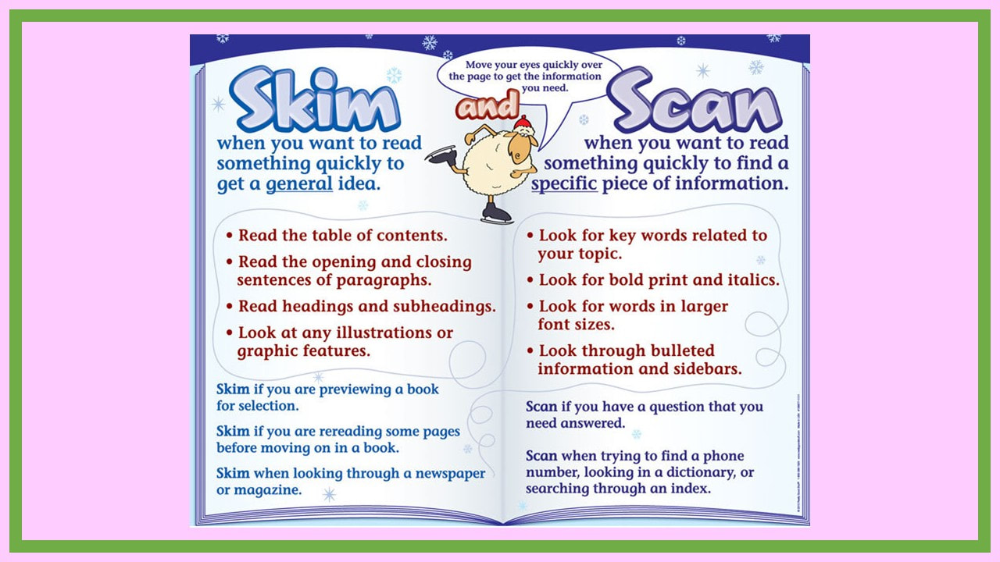 Skim
when you want to read
something quickly to
get a general idea.
• Read the table of contents.
• Read the opening and closing
sentences of paragraphs.
• Read headings and subheadings.
• Look at any illustrations or
graphic features.
Skim if you are previewing a book
for selection.
Skim if you are rereading some pages
before moving on in a book.
Skim when looking through a newspaper
or magazine.
and
Move your eyes quickly over
the page to get the information
you need.
Scan
when you want to read
something quickly to find a
specific piece of information.
• Look for key words related to
your topic.
• Look for bold print and italics.
• Look for words in larger
font sizes.
• Look through bulleted
information and sidebars.
Scan if you have a question that you
need answered.
Scan when trying to find a phone
number, looking in a dictionary, or
searching through an index.